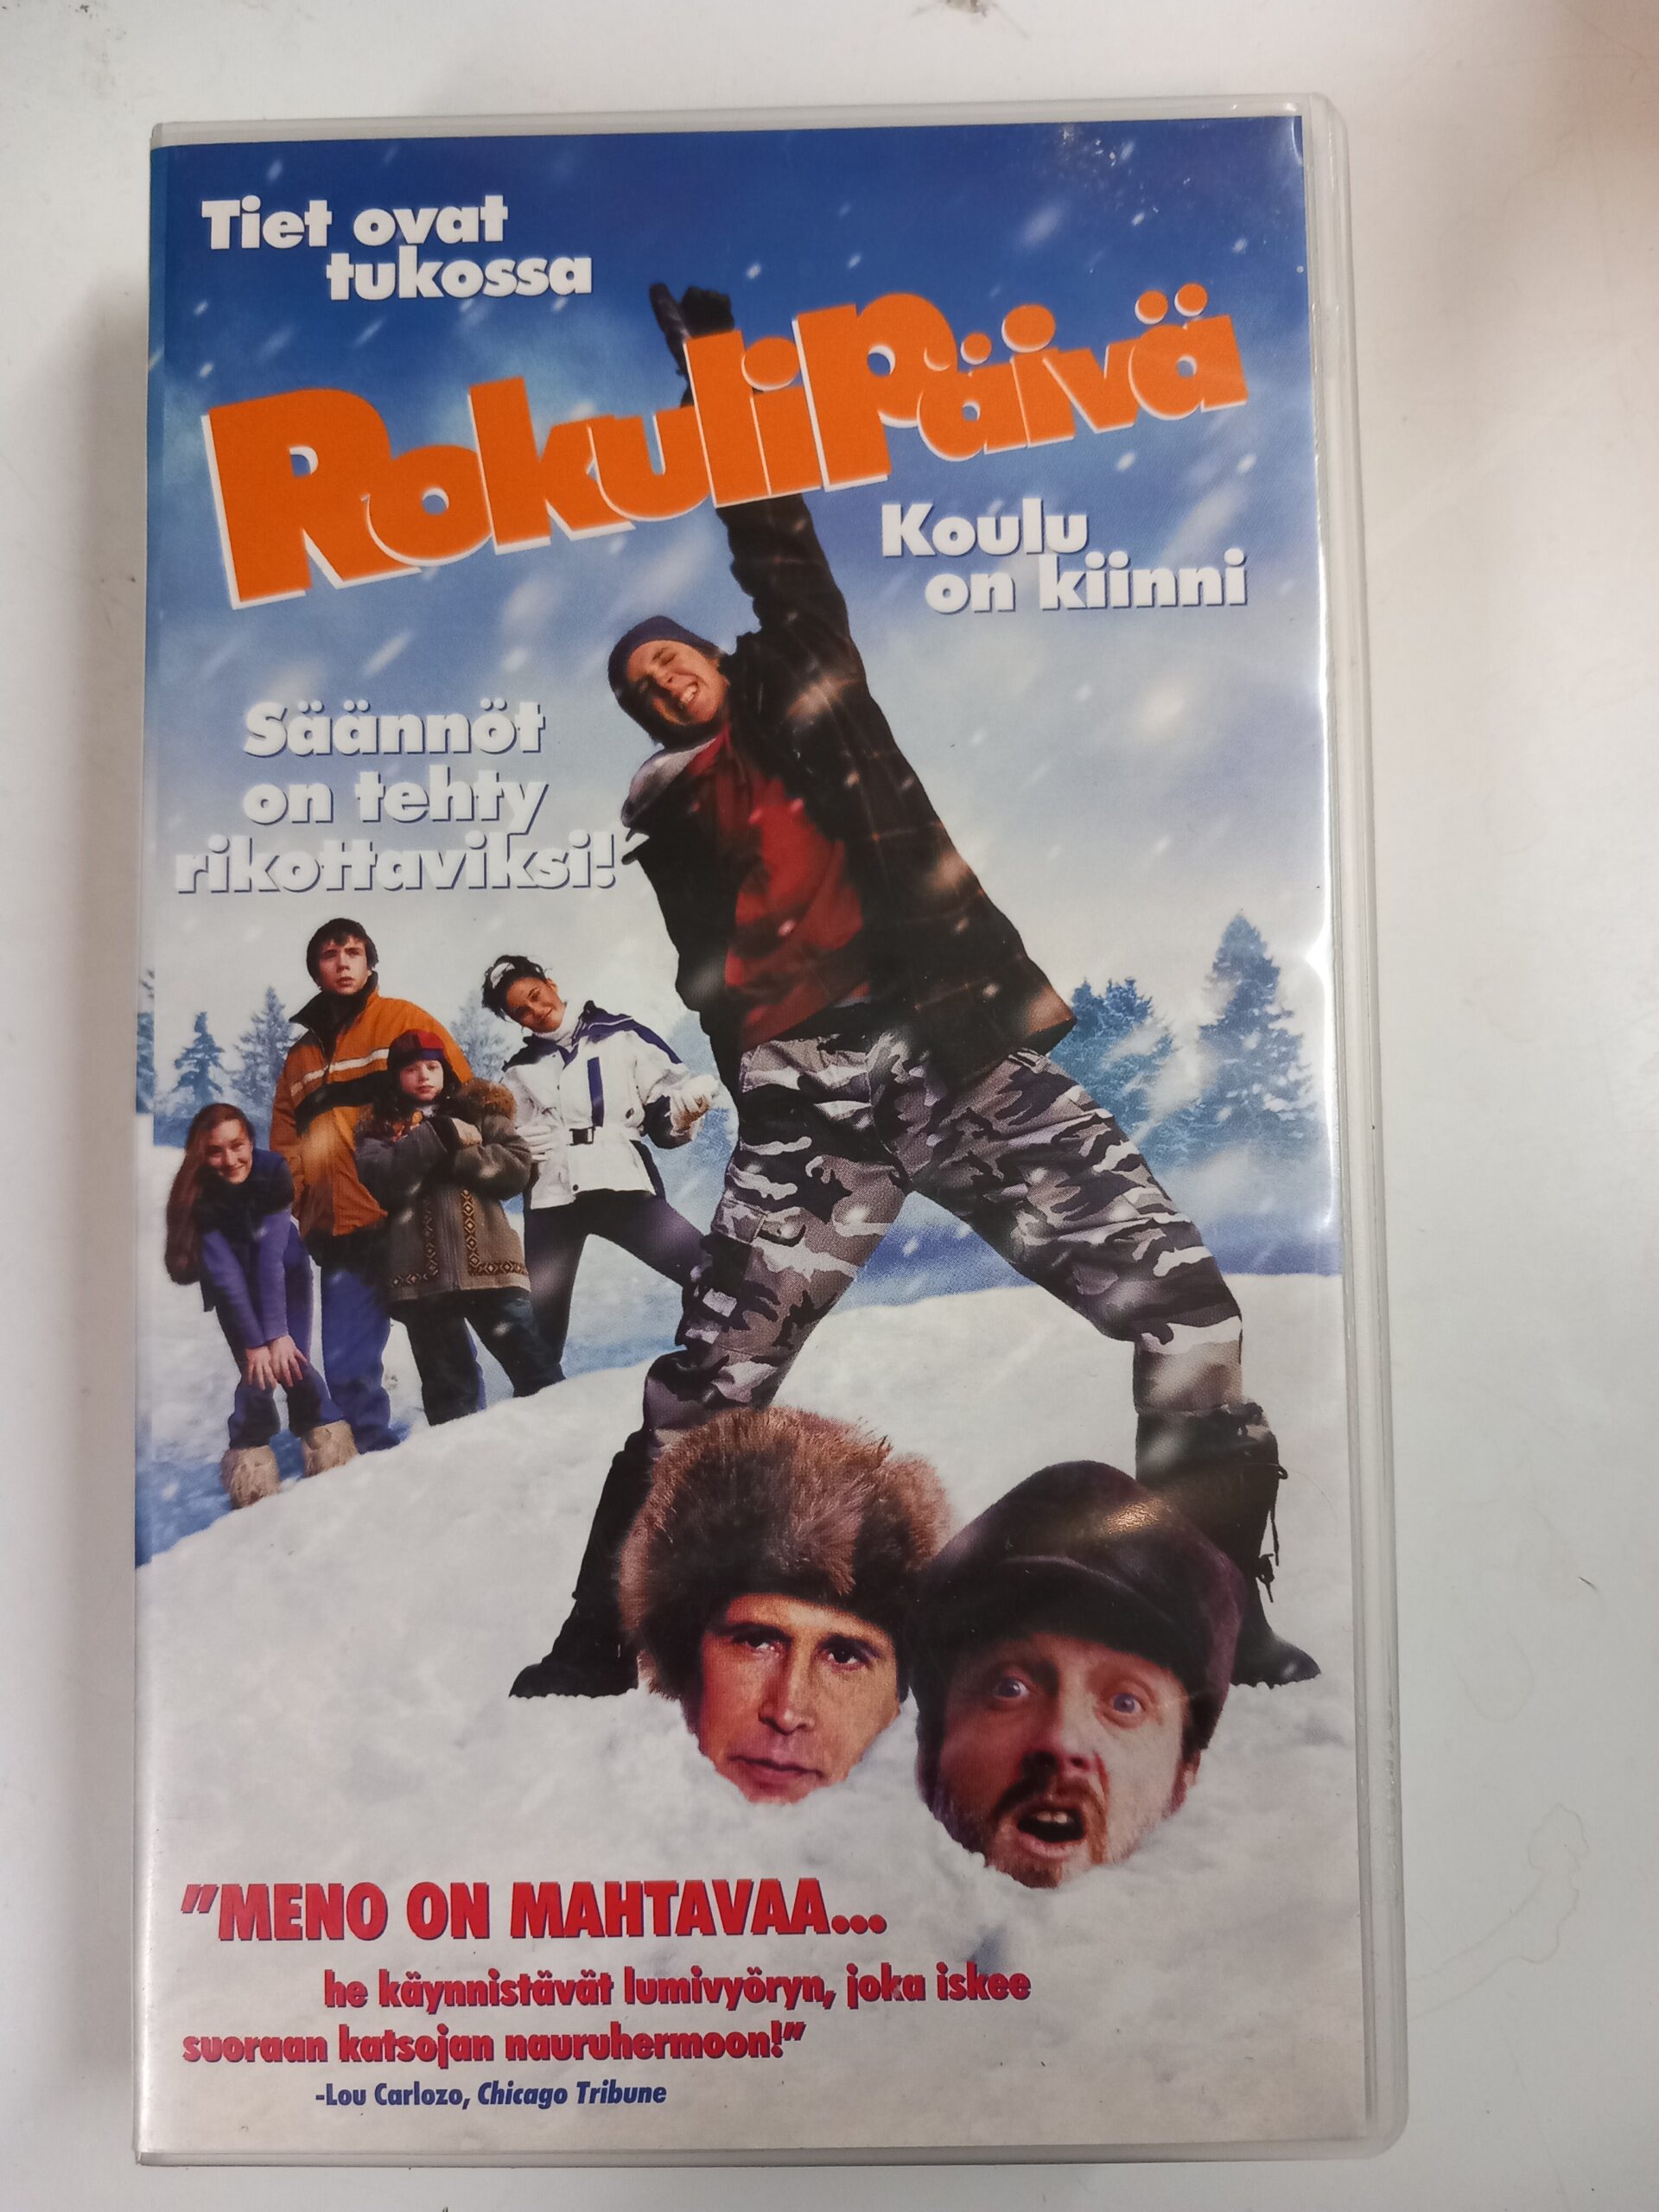 Tiet ovat
tukossa
RokuliPäivä
Koulu
on kiinni
Säännöt
on tehty
rikottaviksi!
"MENO ON MAHTAVAA...
he käynnistävät lumivyöryn, joka iskee
suoraan katsojan nauruhermoon!"
-Lou Carlozo, Chicago Tribune